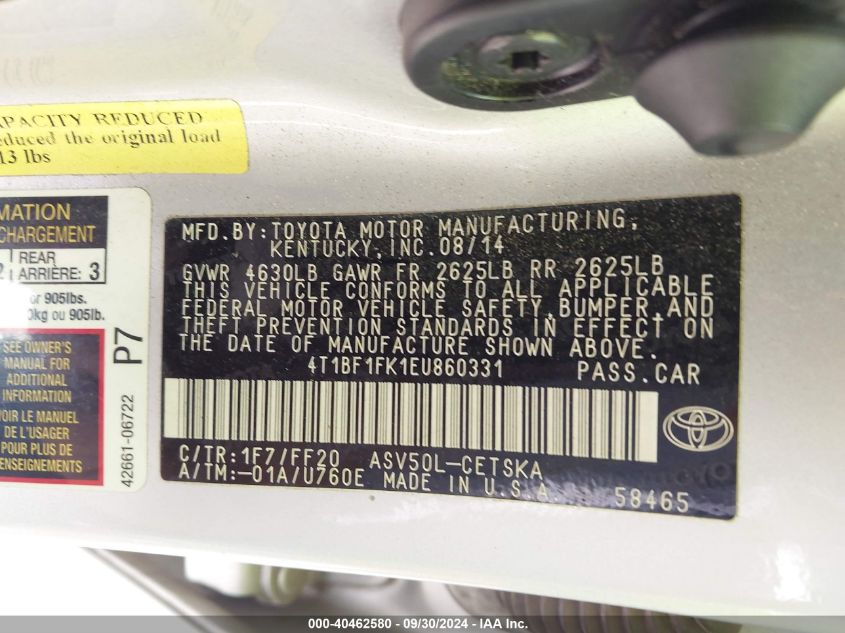 APACITY REDUCED
educed the original load
13 lbs
MATION
CHARGEMENT
2 REAR
ARRIÈRE: 3
or 905lbs.
0kg ou 905lb.
SEE OWNER'S
MANUAL FOR
ADDITIONAL
INFORMATION
VOIR LE MANUEL
DE L'USAGER
POUR PLUS DE
RENSEIGNEMENTS
P7
42661-06722
MFD.BY:TOYOTA MOTOR MANUFACTURING,
KENTUCKY,INC.08/14
GVWR 4630LB GAWR FR 2625LB RR 2625LB
THIS VEHICLE CONFORMS TO ALL APPLICABLE
FEDERAL MOTOR VEHICLE SAFETY,BUMPER,AND
THEFT PREVENTION STANDARDS IN EFFECT ON
THE DATE OF MANUFACTURE SHOWN ABOVE.
4T1BF1FK1EU860331 PASS.CAR
C/TR:1F7/FF20 ASV50L-CETSKA
A/TM:-01A/U760E MADE IN U.S.A.
58465
000-40462580 - 09/30/2024 - IAA